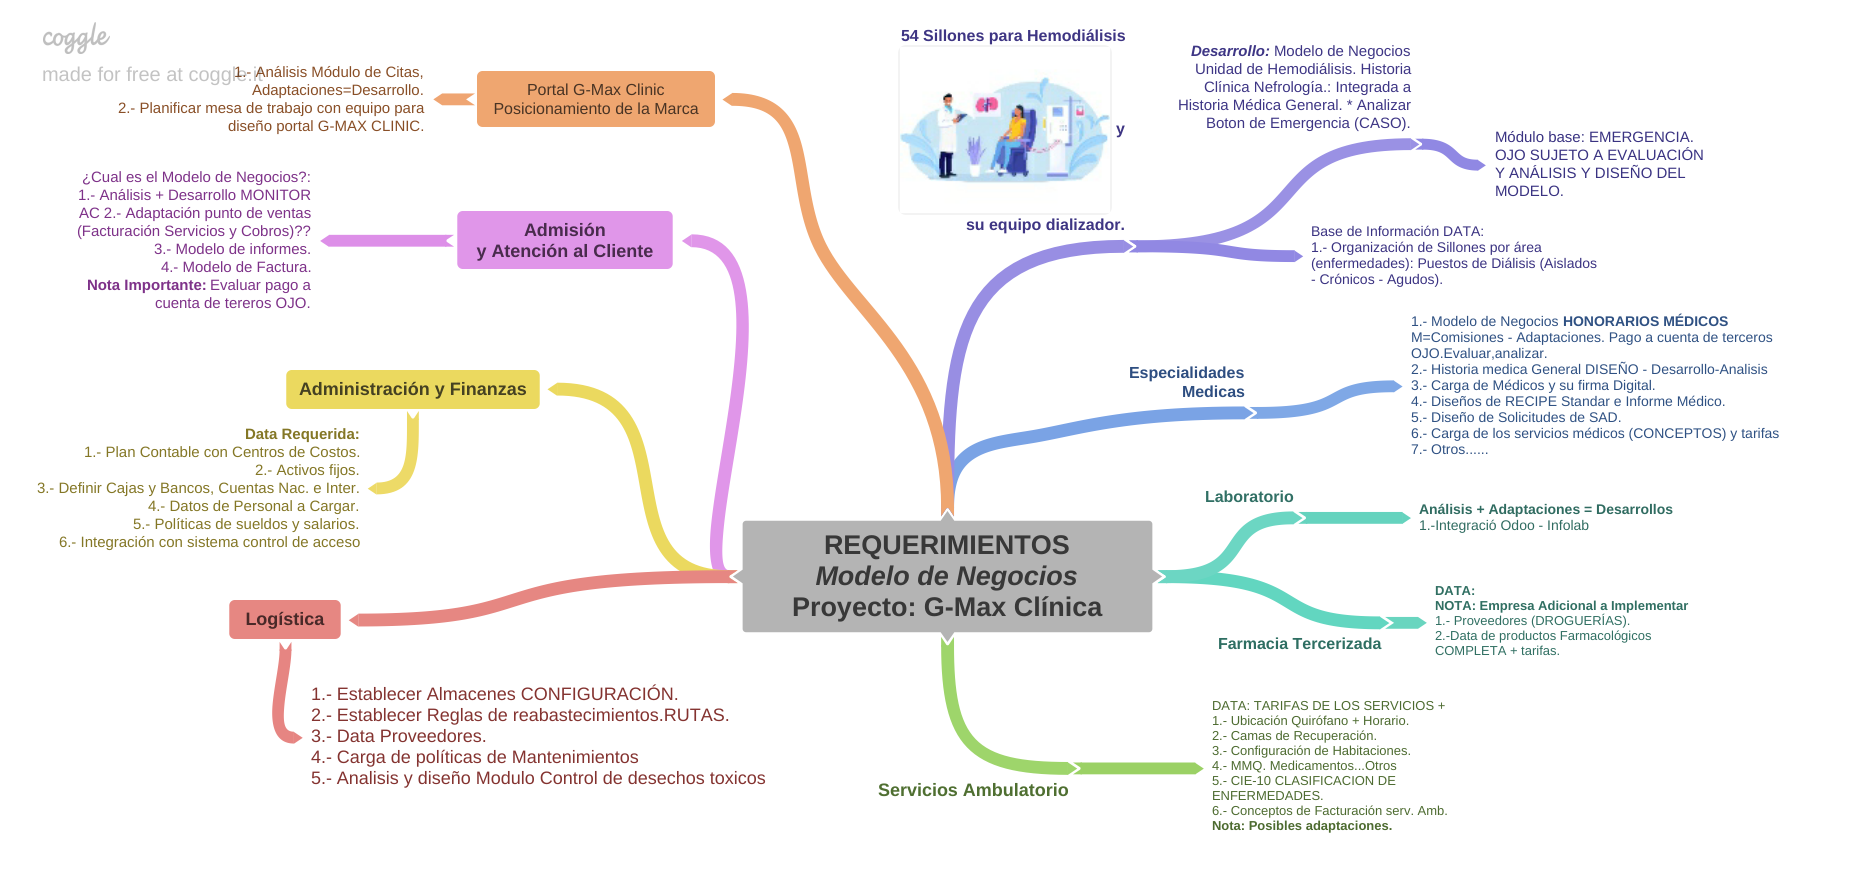 coggle
made for free at coggle.it
1.- Análisis Módulo de Citas,
Adaptaciones=Desarrollo.
2.- Planificar mesa de trabajo con equipo para
diseño portal G-MAX CLINIC.
Portal G-Max Clinic
Posicionamiento de la Marca
¿Cual es el Modelo de Negocios?:
1.- Análisis + Desarrollo MONITOR
AC 2.- Adaptación punto de ventas
(Facturación Servicios y Cobros)??
3.- Modelo de informes.
4.- Modelo de Factura.
Nota Importante: Evaluar pago a
cuenta de tereros OJO.
Admisión
y Atención al Cliente
Administración y Finanzas
Data Requerida:
1.- Plan Contable con Centros de Costos.
2.- Activos fijos.
3.- Definir Cajas y Bancos, Cuentas Nac. e Inter.
4.- Datos de Personal a Cargar.
5.- Políticas de sueldos y salarios.
6.- Integración con sistema control de acceso
Logística
1.- Establecer Almacenes CONFIGURACIÓN.
2.- Establecer Reglas de reabastecimientos.RUTAS.
3.- Data Proveedores.
4.- Carga de políticas de Mantenimientos
5.- Analisis y diseño Modulo Control de desechos toxicos
REQUERIMIENTOS
Modelo de Negocios
Proyecto: G-Max Clínica
54 Sillones para Hemodiálisis
y
su equipo dializador.
Desarrollo: Modelo de Negocios
Unidad de Hemodiálisis. Historia
Clínica Nefrología.: Integrada a
Historia Médica General. * Analizar
Boton de Emergencia (CASO).
Módulo base: EMERGENCIA.
OJO SUJETO A EVALUACIÓN
Y ANÁLISIS Y DISEÑO DEL
MODELO.
Base de Información DATA:
1.- Organización de Sillones por área
(enfermedades): Puestos de Diálisis (Aislados
- Crónicos - Agudos).
Especialidades
Medicas
1.- Modelo de Negocios HONORARIOS MÉDICOS
M=Comisiones - Adaptaciones. Pago a cuenta de terceros
OJO.Evaluar,analizar.
2.- Historia medica General DISEÑO - Desarrollo-Analisis
3.- Carga de Médicos y su firma Digital.
4.- Diseños de RECIPE Standar e Informe Médico.
5.- Diseño de Solicitudes de SAD.
6.- Carga de los servicios médicos (CONCEPTOS) y tarifas
7.- Otros......
Laboratorio
Análisis + Adaptaciones = Desarrollos
1.-Integració Odoo - Infolab
Farmacia Tercerizada
DATA:
NOTA: Empresa Adicional a Implementar
1.- Proveedores (DROGUERÍAS).
2.-Data de productos Farmacológicos
COMPLETA + tarifas.
Servicios Ambulatorio
DATA: TARIFAS DE LOS SERVICIOS +
1.- Ubicación Quirófano + Horario.
2.- Camas de Recuperación.
3.- Configuración de Habitaciones.
4.- MMQ. Medicamentos...Otros
5.- CIE-10 CLASIFICACION DE
ENFERMEDADES.
6.- Conceptos de Facturación serv. Amb.
Nota: Posibles adaptaciones.